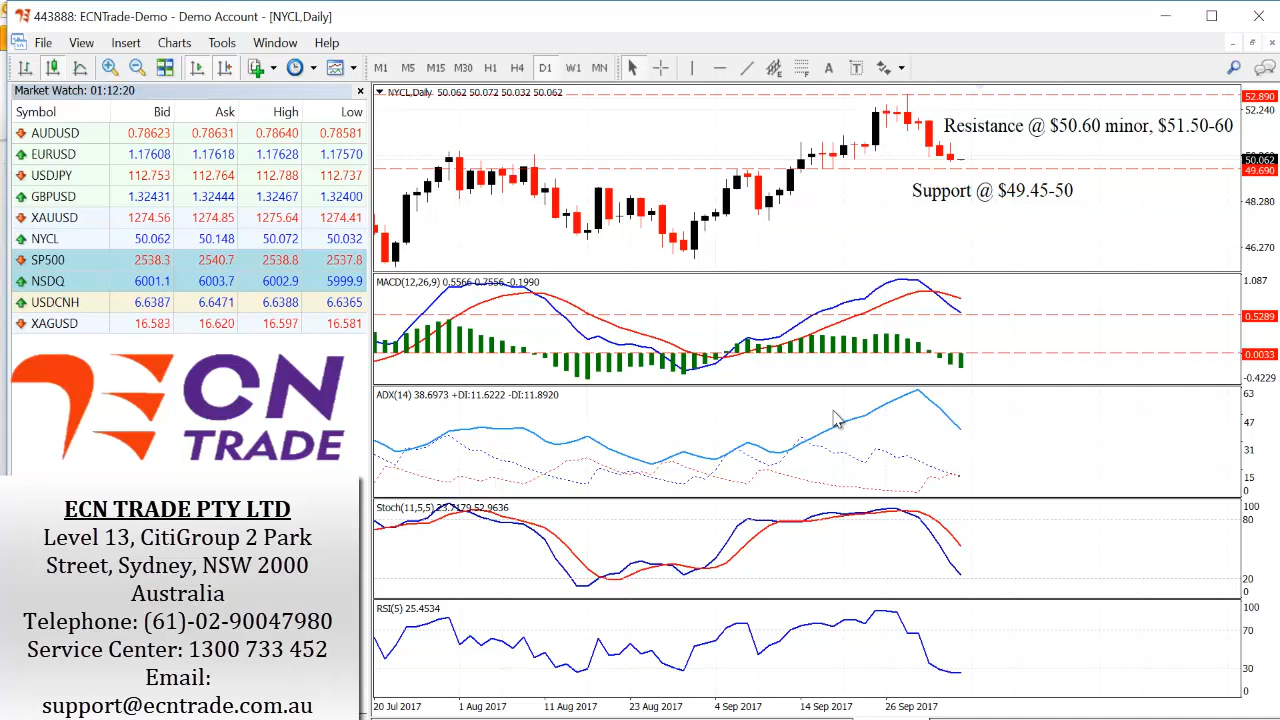 443888: ECNTrade-Demo - Demo Account - [NYCL,Daily]
File View Insert Charts Tools Window Help
M1 M5 M15 M30 H1 H4 D1 W1 MN
Market Watch: 01:12:20
Symbol Bid Ask High Low
AUDUSD 0.78623 0.78631 0.78640 0.78581
EURUSD 1.17608 1.17618 1.17628 1.17570
USDJPY 112.753 112.764 112.788 112.737
GBPUSD 1.32431 1.32444 1.32467 1.32400
XAUUSD 1274.56 1274.85 1275.64 1274.41
NYCL 50.062 50.148 50.072 50.032
SP500 2538.3 2540.7 2538.8 2537.8
NSDQ 6001.1 6003.7 6002.9 5999.9
USDCNH 6.6387 6.6471 6.6388 6.6365
XAGUSD 16.583 16.620 16.597 16.581
ECN
TRADE
ECN TRADE PTY LTD
Level 13, CitiGroup 2 Park
Street, Sydney, NSW 2000
Australia
Telephone: (61)-02-90047980
Service Center: 1300 733 452
Email:
support@ecntrade.com.au
NYCL,Daily 50.062 50.072 50.032 50.062
Resistance @ $50.60 minor, $51.50-60
Support @ $49.45-50
52.890
52.240
50.062
49.690
48.280
46.270
MACD(12,26,9) 0.5566 0.7556 -0.1990
1.087
0.5289
0.0033
-0.4229
ADX(14) 38.6973 +DI:11.6222 -DI:11.8920
63
47
31
15
0
Stoch(11,5,5) 23.7179 52.9636
100
80
20
0
RSI(5) 25.4534
100
70
30
0
20 Jul 2017 1 Aug 2017 11 Aug 2017 23 Aug 2017 4 Sep 2017 14 Sep 2017 26 Sep 2017